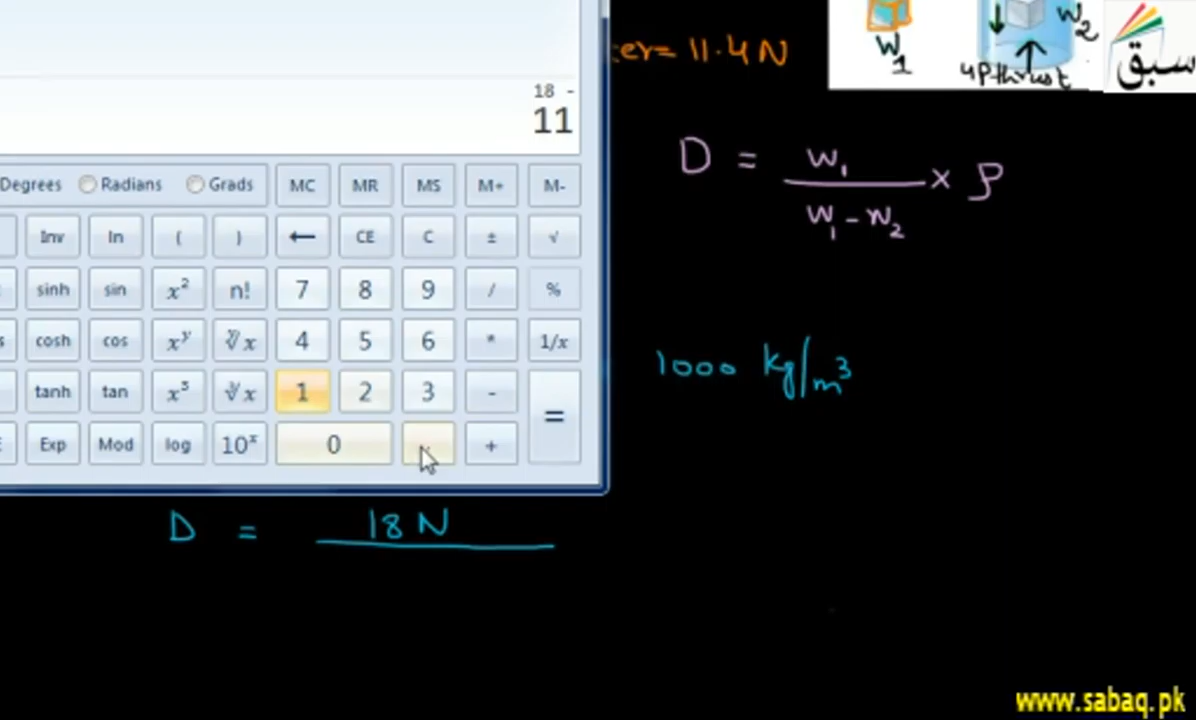 ter= 11.4 N
W1
W2
upthrust
سبق
18 -
11
D = W1 / W1 - W2 × ρ
Degrees Radians Grads MC MR MS M+ M-
Inv ln ( ) ← CE C ± √
sinh sin x² n! 7 8 9 / %
cosh cos xʸ ʸ√x 4 5 6 * 1/x
tanh tan x³ ³√x 1 2 3 - =
Exp Mod log 10ˣ 0 . +
1000 kg/m³
D = 18 N
www.sabaq.pk